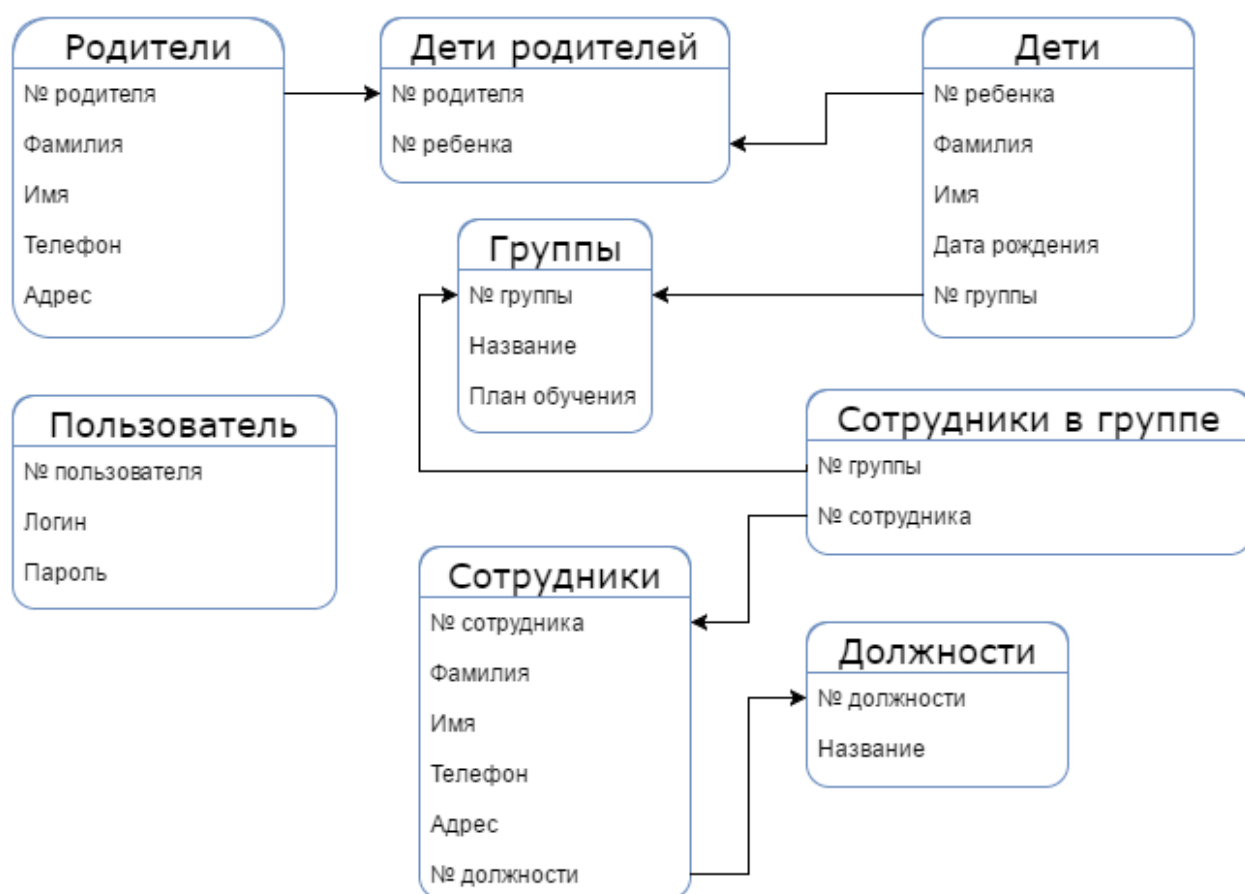 Родители
№ родителя
Фамилия
Имя
Телефон
Адрес
Дети родителей
№ родителя
№ ребенка
Дети
№ ребенка
Фамилия
Имя
Дата рождения
№ группы
Группы
№ группы
Название
План обучения
Пользователь
№ пользователя
Логин
Пароль
Сотрудники в группе
№ группы
№ сотрудника
Сотрудники
№ сотрудника
Фамилия
Имя
Телефон
Адрес
№ должности
Должности
№ должности
Название